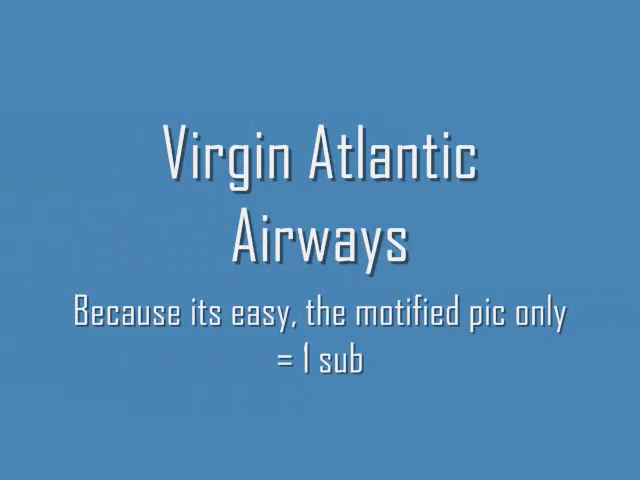 Virgin Atlantic
Airways
Because its easy, the motified pic only
= 1 sub